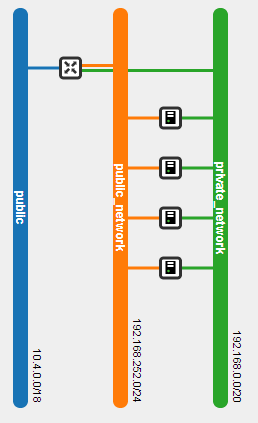 public
10.4.0.0/18
public_network
192.168.252.0/24
private_network
192.168.0.0/20